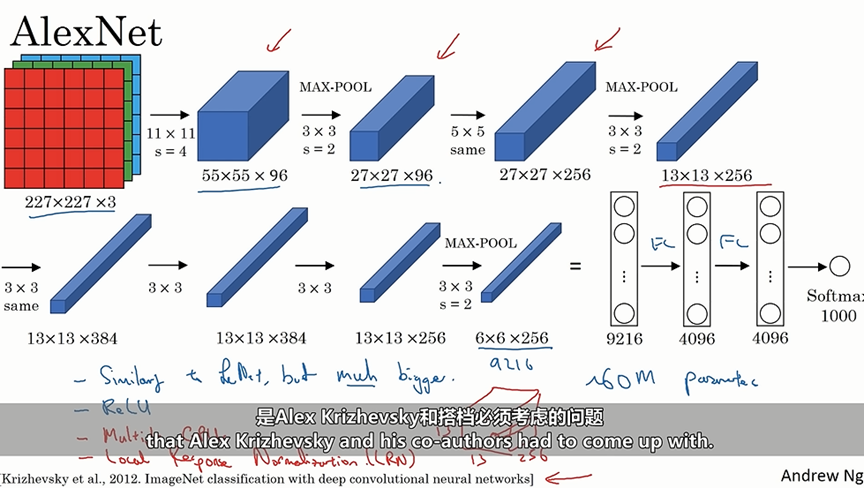 AlexNet
MAX-POOL
MAX-POOL
11 × 11
s = 4
3 × 3
s = 2
5 × 5
same
3 × 3
s = 2
227×227 ×3
55×55 × 96
27×27 ×96
27×27 ×256
13×13 ×256
MAX-POOL
3 × 3
same
3 × 3
3 × 3
3 × 3
s = 2
=
FC
FC
Softmax
1000
13×13 ×384
13×13 ×384
13×13 ×256
6×6 ×256
9216
4096
4096
9216
- Similar to LeNet, but much bigger.
~60M
- ReLU
是Alex Krizhevsky和搭档必须考虑的问题
that Alex Krizhevsky and his co-authors had to come up with.
- Local Response Normalization (LRN)
13
256
[Krizhevsky et al., 2012. ImageNet classification with deep convolutional neural networks]
Andrew Ng